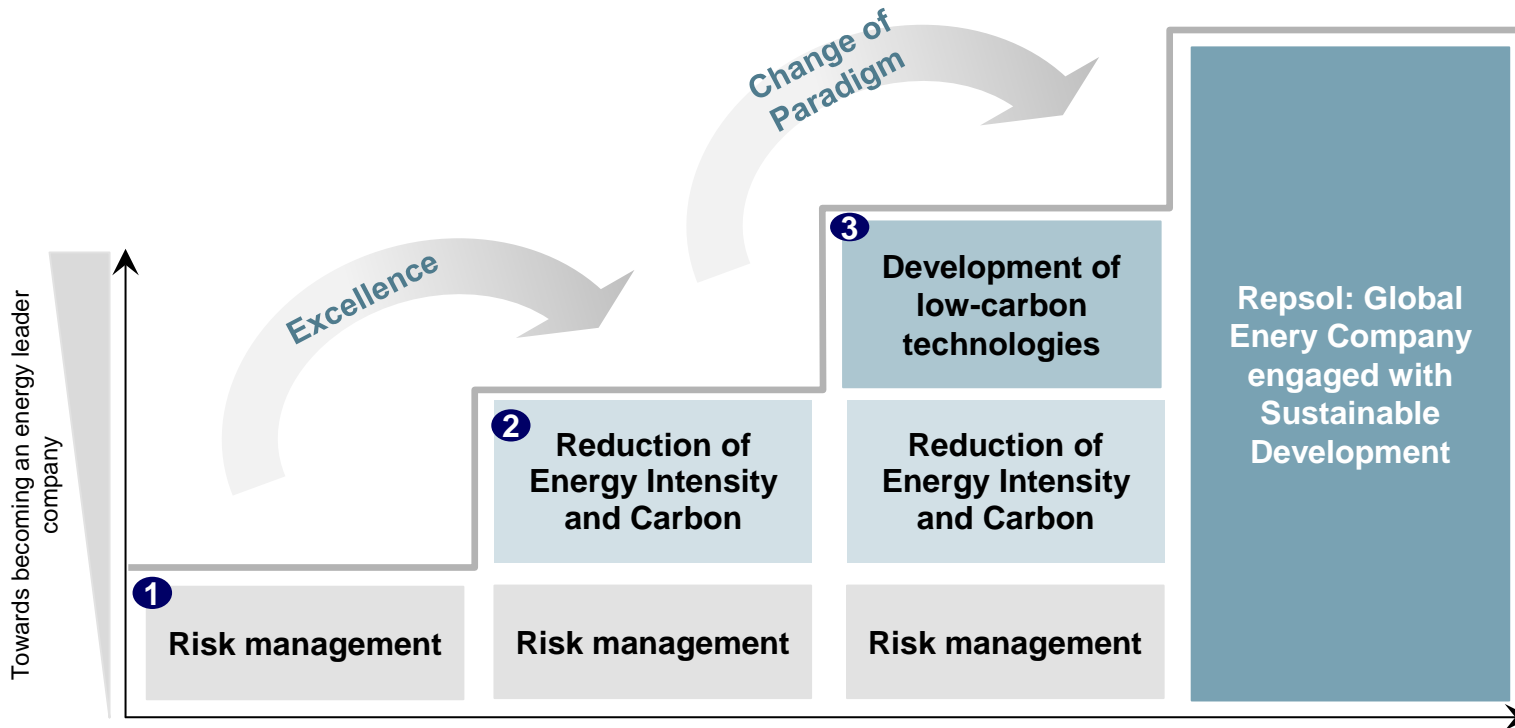 Change of
Paradigm
Excellence
3
Development of
low-carbon
technologies
Repsol: Global
Enery Company
engaged with
Sustainable
Development
2
Reduction of
Energy Intensity
and Carbon
Reduction of
Energy Intensity
and Carbon
1
Risk management
Risk management
Risk management
Towards becoming an energy leader
company